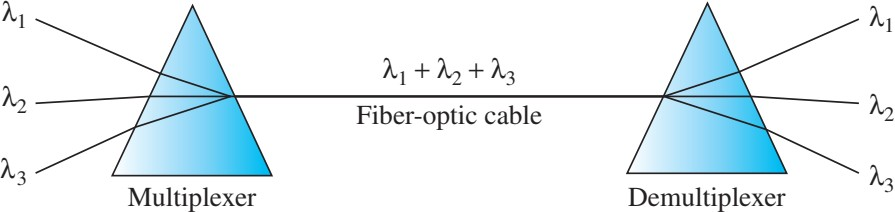 λ1
λ2
λ3
λ1 + λ2 + λ3
Fiber-optic cable
λ1
λ2
λ3
Multiplexer
Demultiplexer